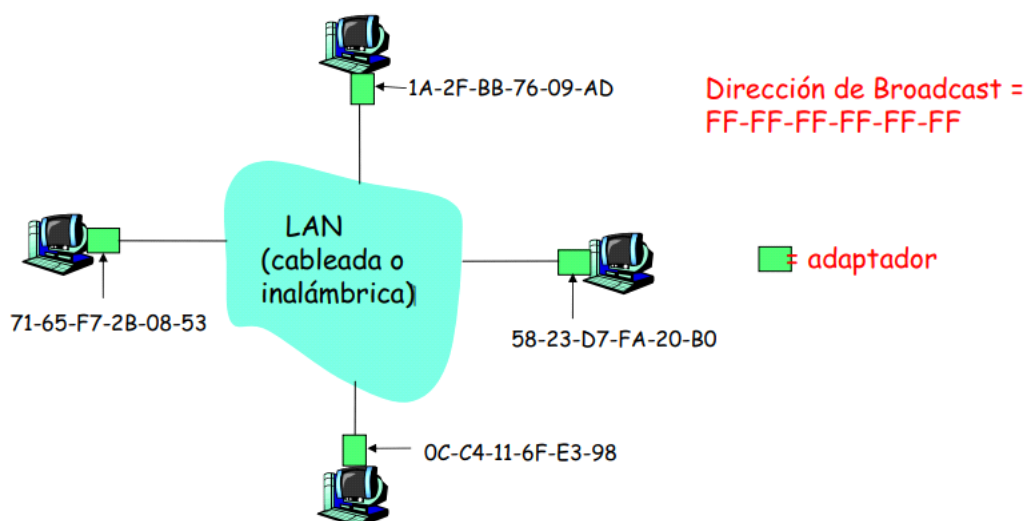 1A-2F-BB-76-09-AD
Dirección de Broadcast =
FF-FF-FF-FF-FF-FF
LAN
(cableada o
inalámbrica)
= adaptador
71-65-F7-2B-08-53
58-23-D7-FA-20-B0
0C-C4-11-6F-E3-98